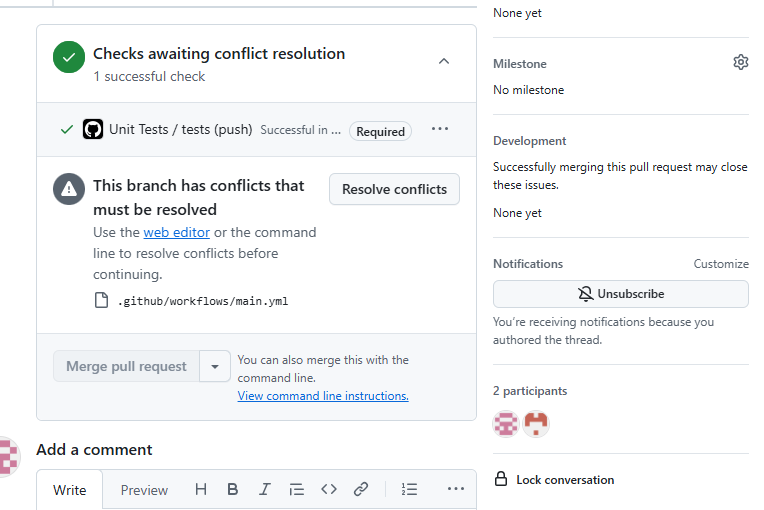 Checks awaiting conflict resolution
1 successful check
Unit Tests / tests (push) Successful in ... Required
This branch has conflicts that
must be resolved
Resolve conflicts
Use the web editor or the command
line to resolve conflicts before
continuing.
.github/workflows/main.yml
Merge pull request
You can also merge this with the
command line.
View command line instructions.
Add a comment
Write Preview H B I
None yet
Milestone
No milestone
Development
Successfully merging this pull request may close
these issues.
None yet
Notifications Customize
Unsubscribe
You're receiving notifications because you
authored the thread.
2 participants
Lock conversation